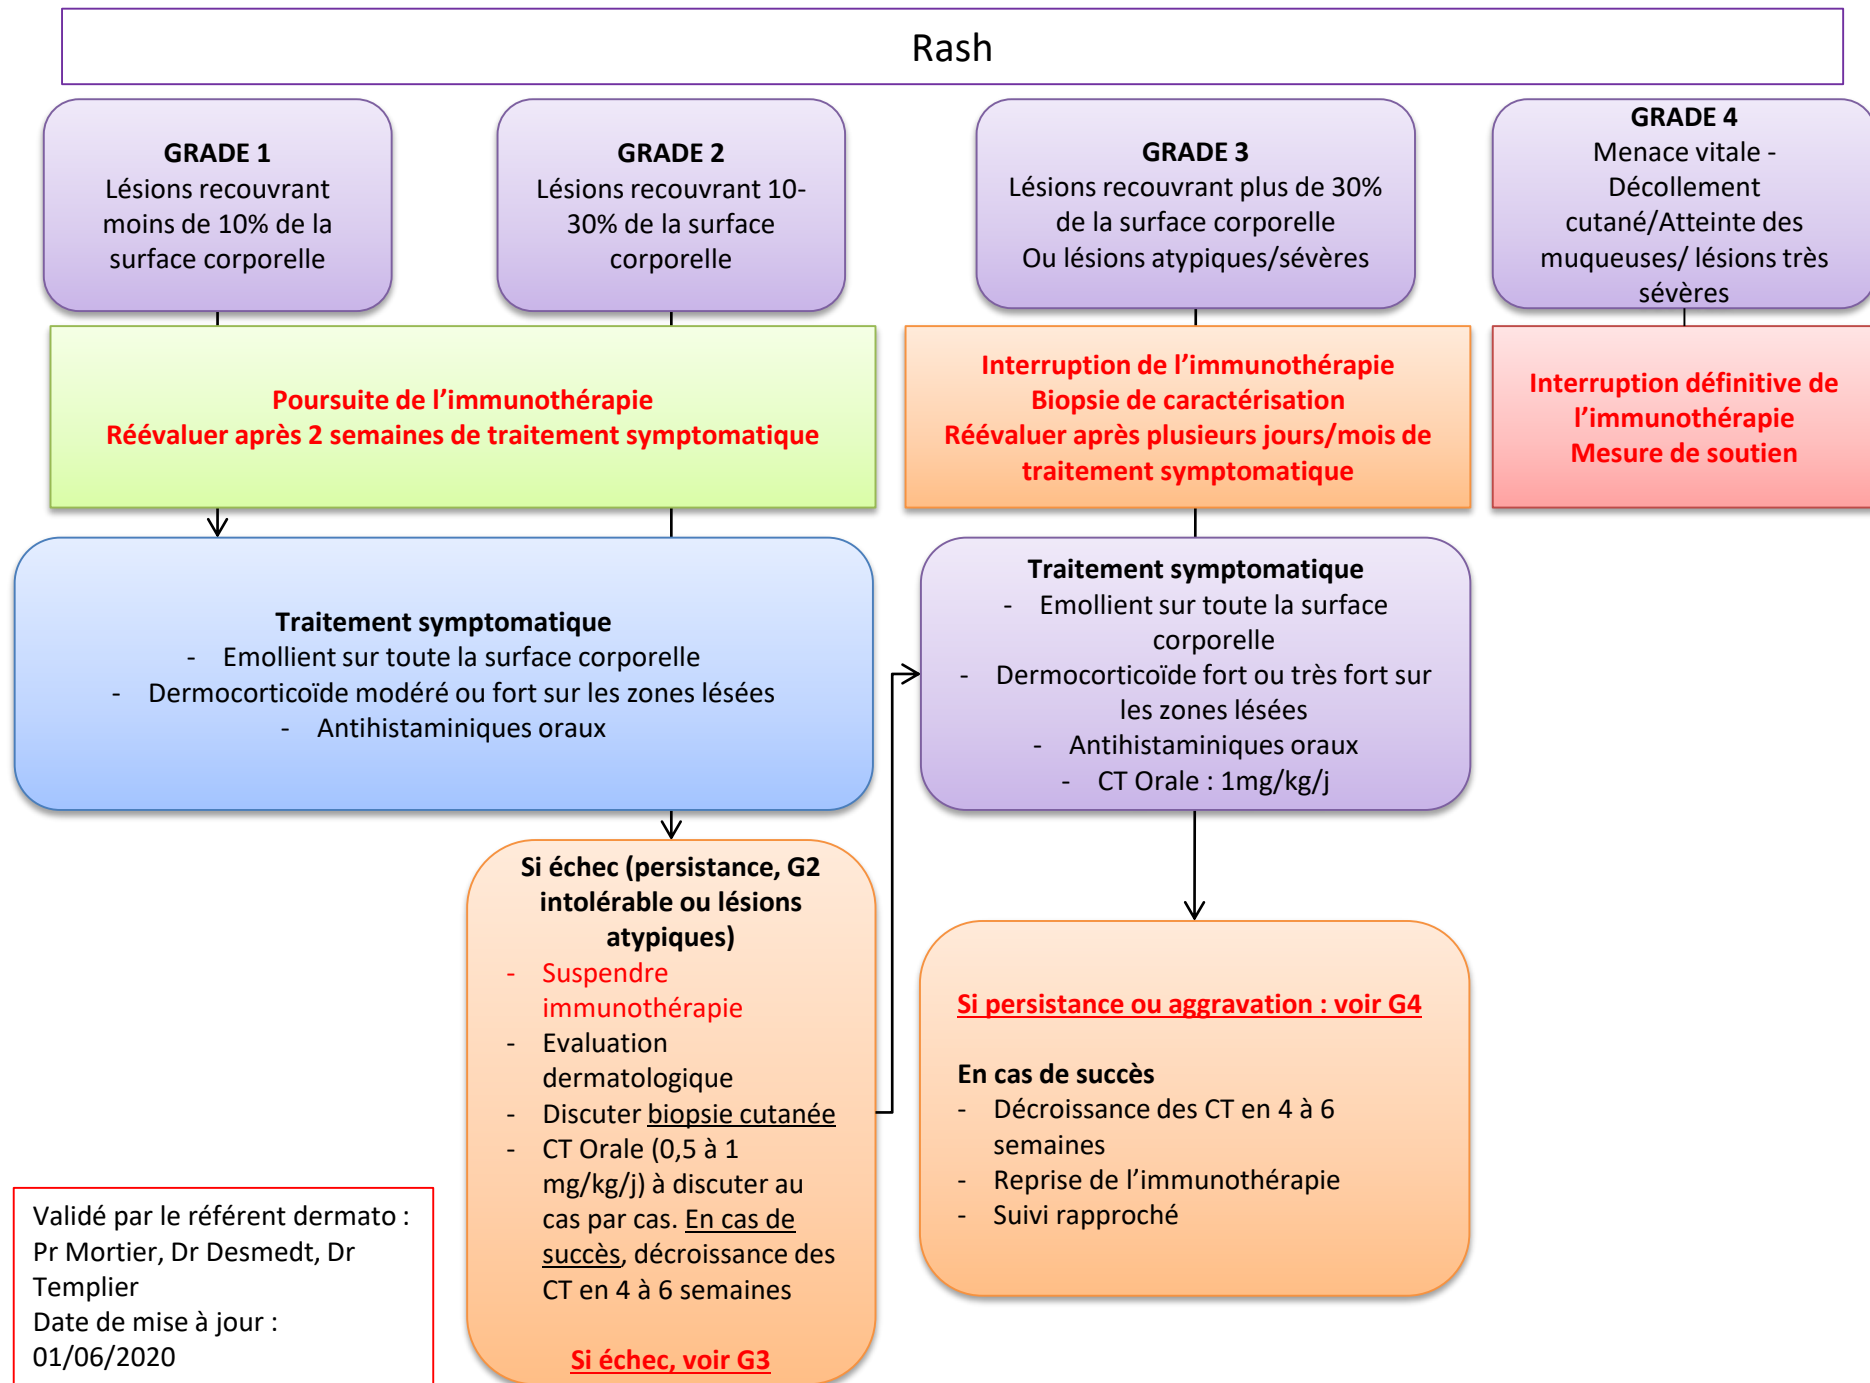 Rash
GRADE 1
Lésions recouvrant
moins de 10% de la
surface corporelle
GRADE 2
Lésions recouvrant 10-
30% de la surface
corporelle
GRADE 3
Lésions recouvrant plus de 30%
de la surface corporelle
Ou lésions atypiques/sévères
GRADE 4
Menace vitale -
Décollement
cutané/Atteinte des
muqueuses/ lésions très
sévères
Poursuite de l’immunothérapie
Réévaluer après 2 semaines de traitement symptomatique
Interruption de l’immunothérapie
Biopsie de caractérisation
Réévaluer après plusieurs jours/mois de
traitement symptomatique
Interruption définitive de
l’immunothérapie
Mesure de soutien
Traitement symptomatique
- Emollient sur toute la surface corporelle
- Dermocorticoïde modéré ou fort sur les zones lésées
- Antihistaminiques oraux
Traitement symptomatique
- Emollient sur toute la surface
corporelle
- Dermocorticoïde fort ou très fort sur
les zones lésées
- Antihistaminiques oraux
- CT Orale : 1mg/kg/j
Si échec (persistance, G2
intolérable ou lésions
atypiques)
- Suspendre
immunothérapie
- Evaluation
dermatologique
- Discuter biopsie cutanée
- CT Orale (0,5 à 1
mg/kg/j) à discuter au
cas par cas. En cas de
succès, décroissance des
CT en 4 à 6 semaines
Si échec, voir G3
Si persistance ou aggravation : voir G4
En cas de succès
- Décroissance des CT en 4 à 6
semaines
- Reprise de l’immunothérapie
- Suivi rapproché
Validé par le référent dermato :
Pr Mortier, Dr Desmedt, Dr
Templier
Date de mise à jour :
01/06/2020